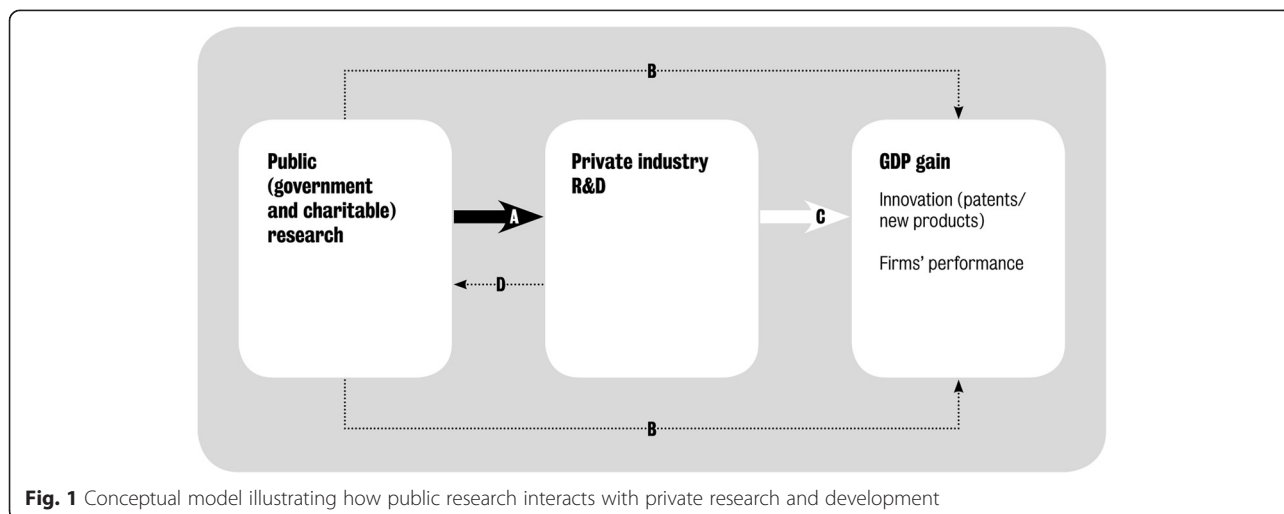 B
Public
(government
and charitable)
research
A
D
Private industry
R&D
C
GDP gain
Innovation (patents/
new products)
Firms' performance
B
Fig. 1 Conceptual model illustrating how public research interacts with private research and development